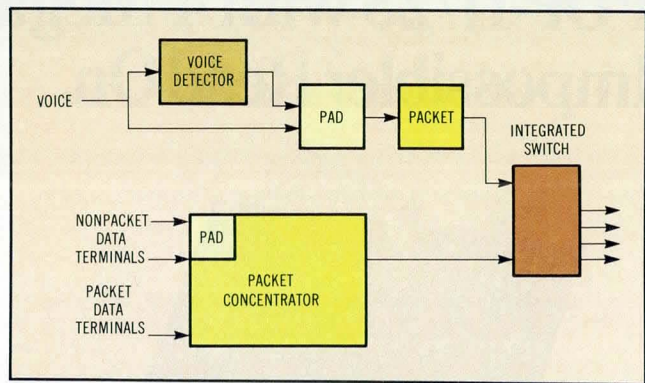 VOICE
DETECTOR
VOICE
PAD
PACKET
INTEGRATED
SWITCH
NONPACKET
DATA
TERMINALS
PAD
PACKET
CONCENTRATOR
PACKET
DATA
TERMINALS